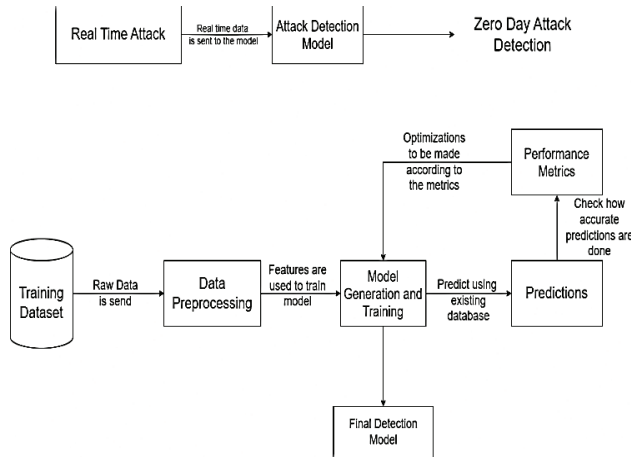 Real Time Attack
Real time data
is sent to the model
Attack Detection
Model
Zero Day Attack
Detection
Optimizations
to be made
according to
the metrics
Performance
Metrics
Check how
accurate
predictions are
done
Training
Dataset
Raw Data
is send
Data
Preprocessing
Features are
used to train
model
Model
Generation and
Training
Predict using
existing
database
Predictions
Final Detection
Model